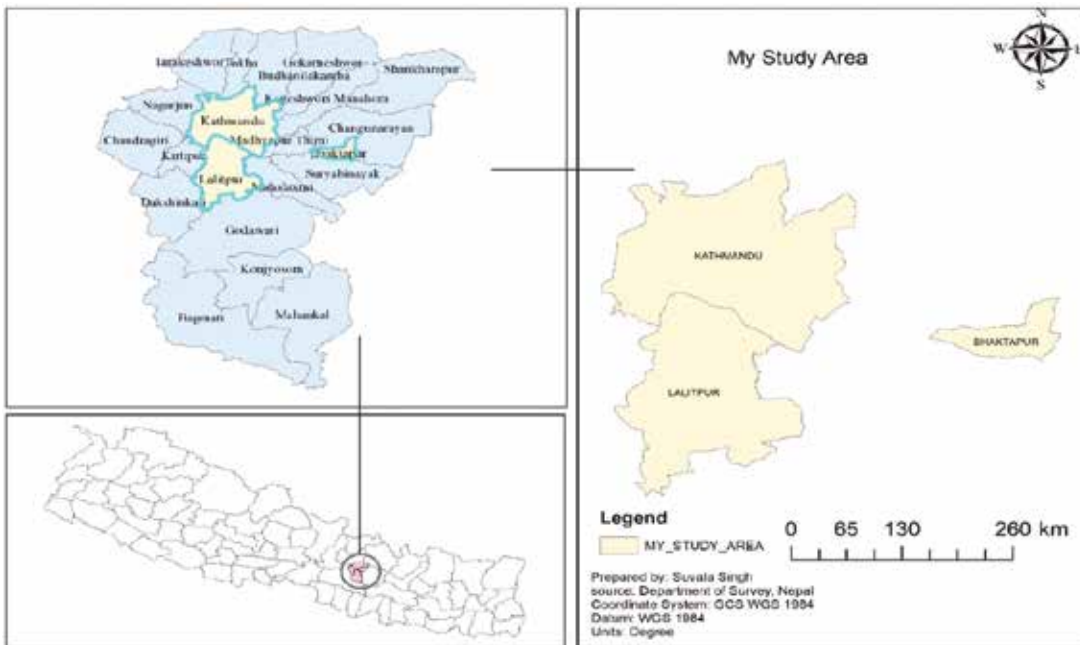 Tarakeshwor Tokha Gokarneshwor
Budhanilakantha Shankharapur
Nagarjun Kageshwori Manahora
Kathmandu
Chandragiri Madhyapur Thimi Changunarayan
Kirtipur Bhaktapur
Lalitpur Suryabinayak
Dakshinkali Mahalaxmi
Godawari
Konjyosom
Bagmati Mahankal
My Study Area
N
W E
S
KATHMANDU
BHAKTAPUR
LALITPUR
Legend
MY_STUDY_AREA
0 65 130 260 km
Prepared by: Suvala Singh
source: Department of Survey, Nepal
Coordinate System: GCS WGS 1984
Datum: WGS 1984
Units: Degree